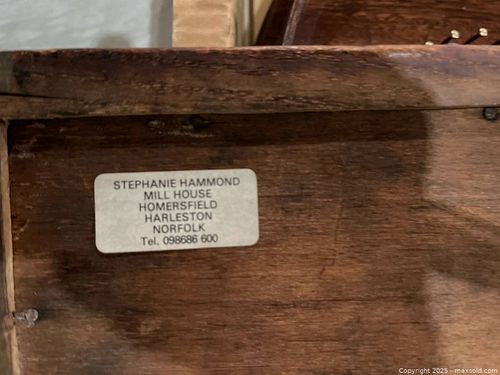 STEPHANIE HAMMOND
MILL HOUSE
HOMERSFIELD
HARLESTON
NORFOLK
Tel. 098686 600
Copyright 2025 - maxsold.com